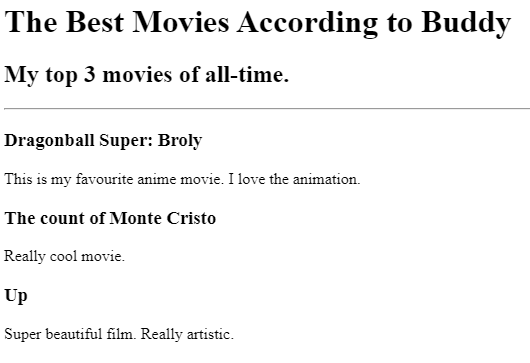 The Best Movies According to Buddy
My top 3 movies of all-time.
Dragonball Super: Broly
This is my favourite anime movie. I love the animation.
The count of Monte Cristo
Really cool movie.
Up
Super beautiful film. Really artistic.